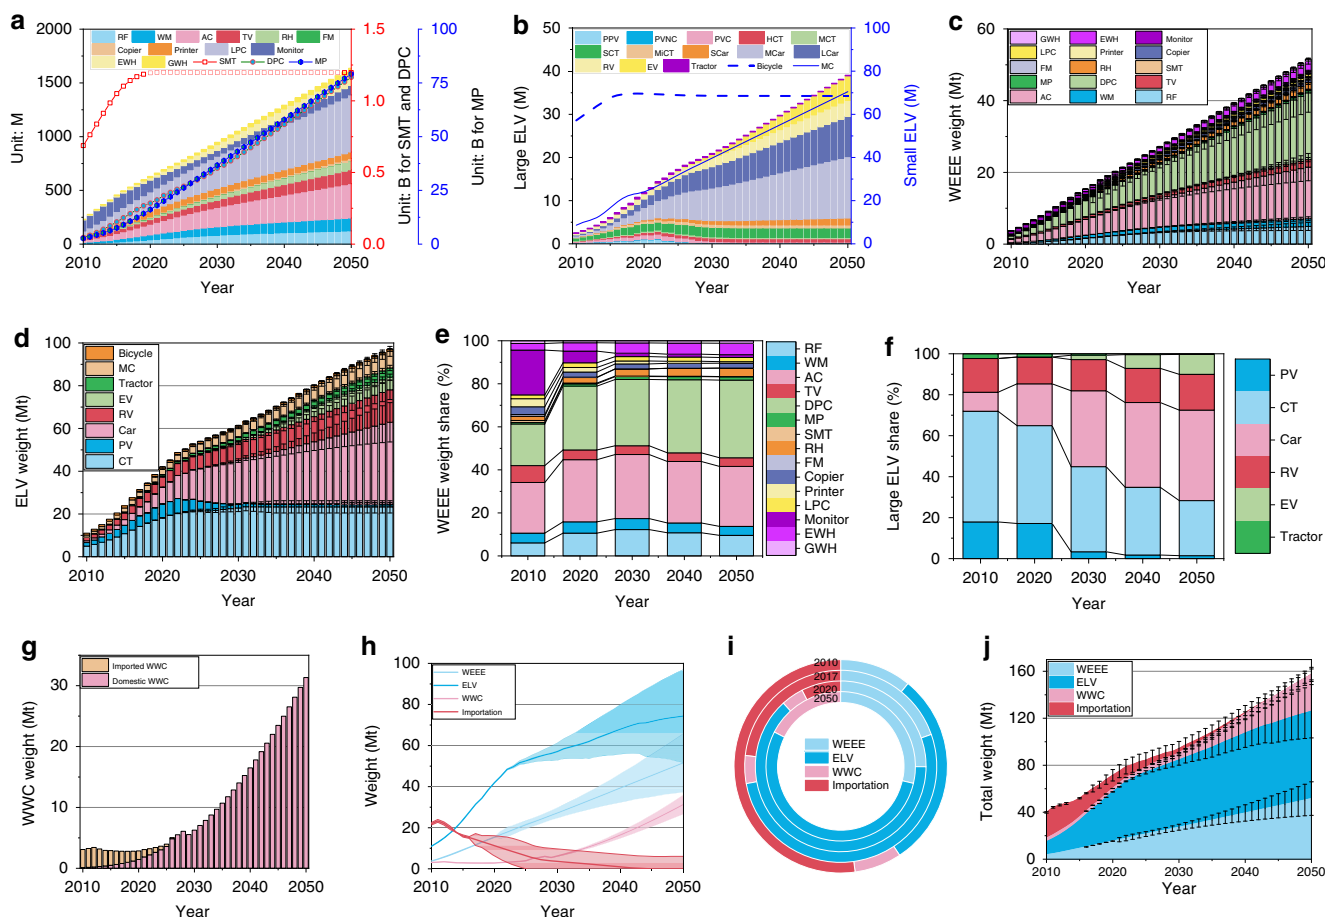 a
2000
1500
1000
500
0
Unit: M
RF WM AC TV RH FM
Copier Printer LPC Monitor
EWH GWH SMT DPC MP
1.5
1.0
0.5
0.0
Unit: B for SMT and DPC
100
75
50
25
0
Unit: B for MP
2010 2020 2030 2040 2050
Year
b
50
45
40
35
30
25
20
15
10
5
0
Large ELV (M)
PPV PVNC PVC HCT MCT
SCT MiCT SCar MCar LCar
RV EV Tractor Bicycle MC
100
80
60
40
20
0
Small ELV (M)
2010 2020 2030 2040 2050
Year
c
60
40
20
0
WEEE weight (Mt)
GWH EWH Monitor
LPC Printer Copier
FM RH SMT
MP DPC TV
AC WM RF
2010 2020 2030 2040 2050
Year
d
100
80
60
40
20
0
ELV weight (Mt)
Bicycle
MC
Tractor
EV
RV
Car
PV
CT
2010 2020 2030 2040 2050
Year
e
100
80
60
40
20
0
WEEE weight share (%)
RF
WM
AC
TV
DPC
MP
SMT
RH
FM
Copier
Printer
LPC
Monitor
EWH
GWH
2010 2020 2030 2040 2050
Year
f
100
80
60
40
20
0
Large ELV share (%)
PV
CT
Car
RV
EV
Tractor
2010 2020 2030 2040 2050
Year
g
30
20
10
0
WWC weight (Mt)
Imported WWC
Domestic WWC
2010 2020 2030 2040 2050
Year
h
100
80
60
40
20
0
Weight (Mt)
WEEE
ELV
WWC
Importation
2010 2020 2030 2040 2050
Year
i
2010
2017
2020
2050
WEEE
ELV
WWC
Importation
j
160
120
80
40
0
Total weight (Mt)
WEEE
ELV
WWC
Importation
2010 2020 2030 2040 2050
Year